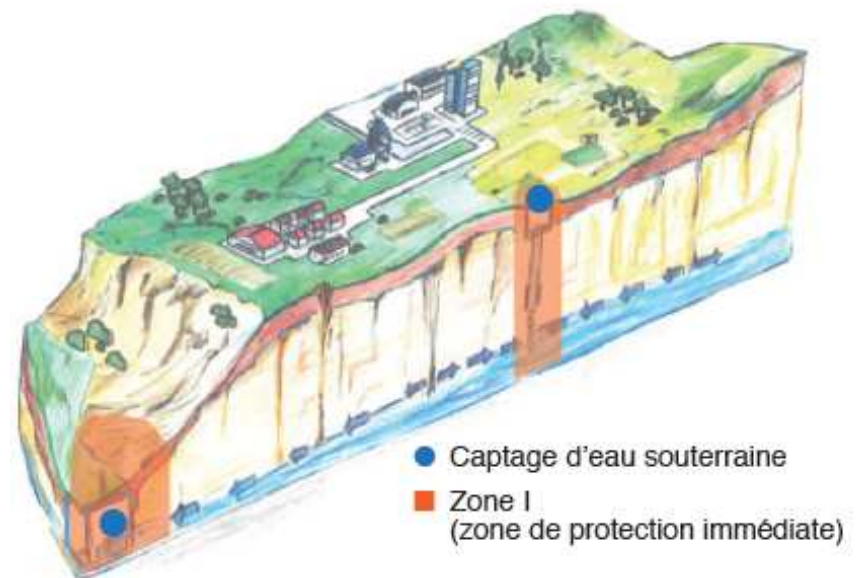 Captage d'eau souterraine
Zone I
(zone de protection immédiate)